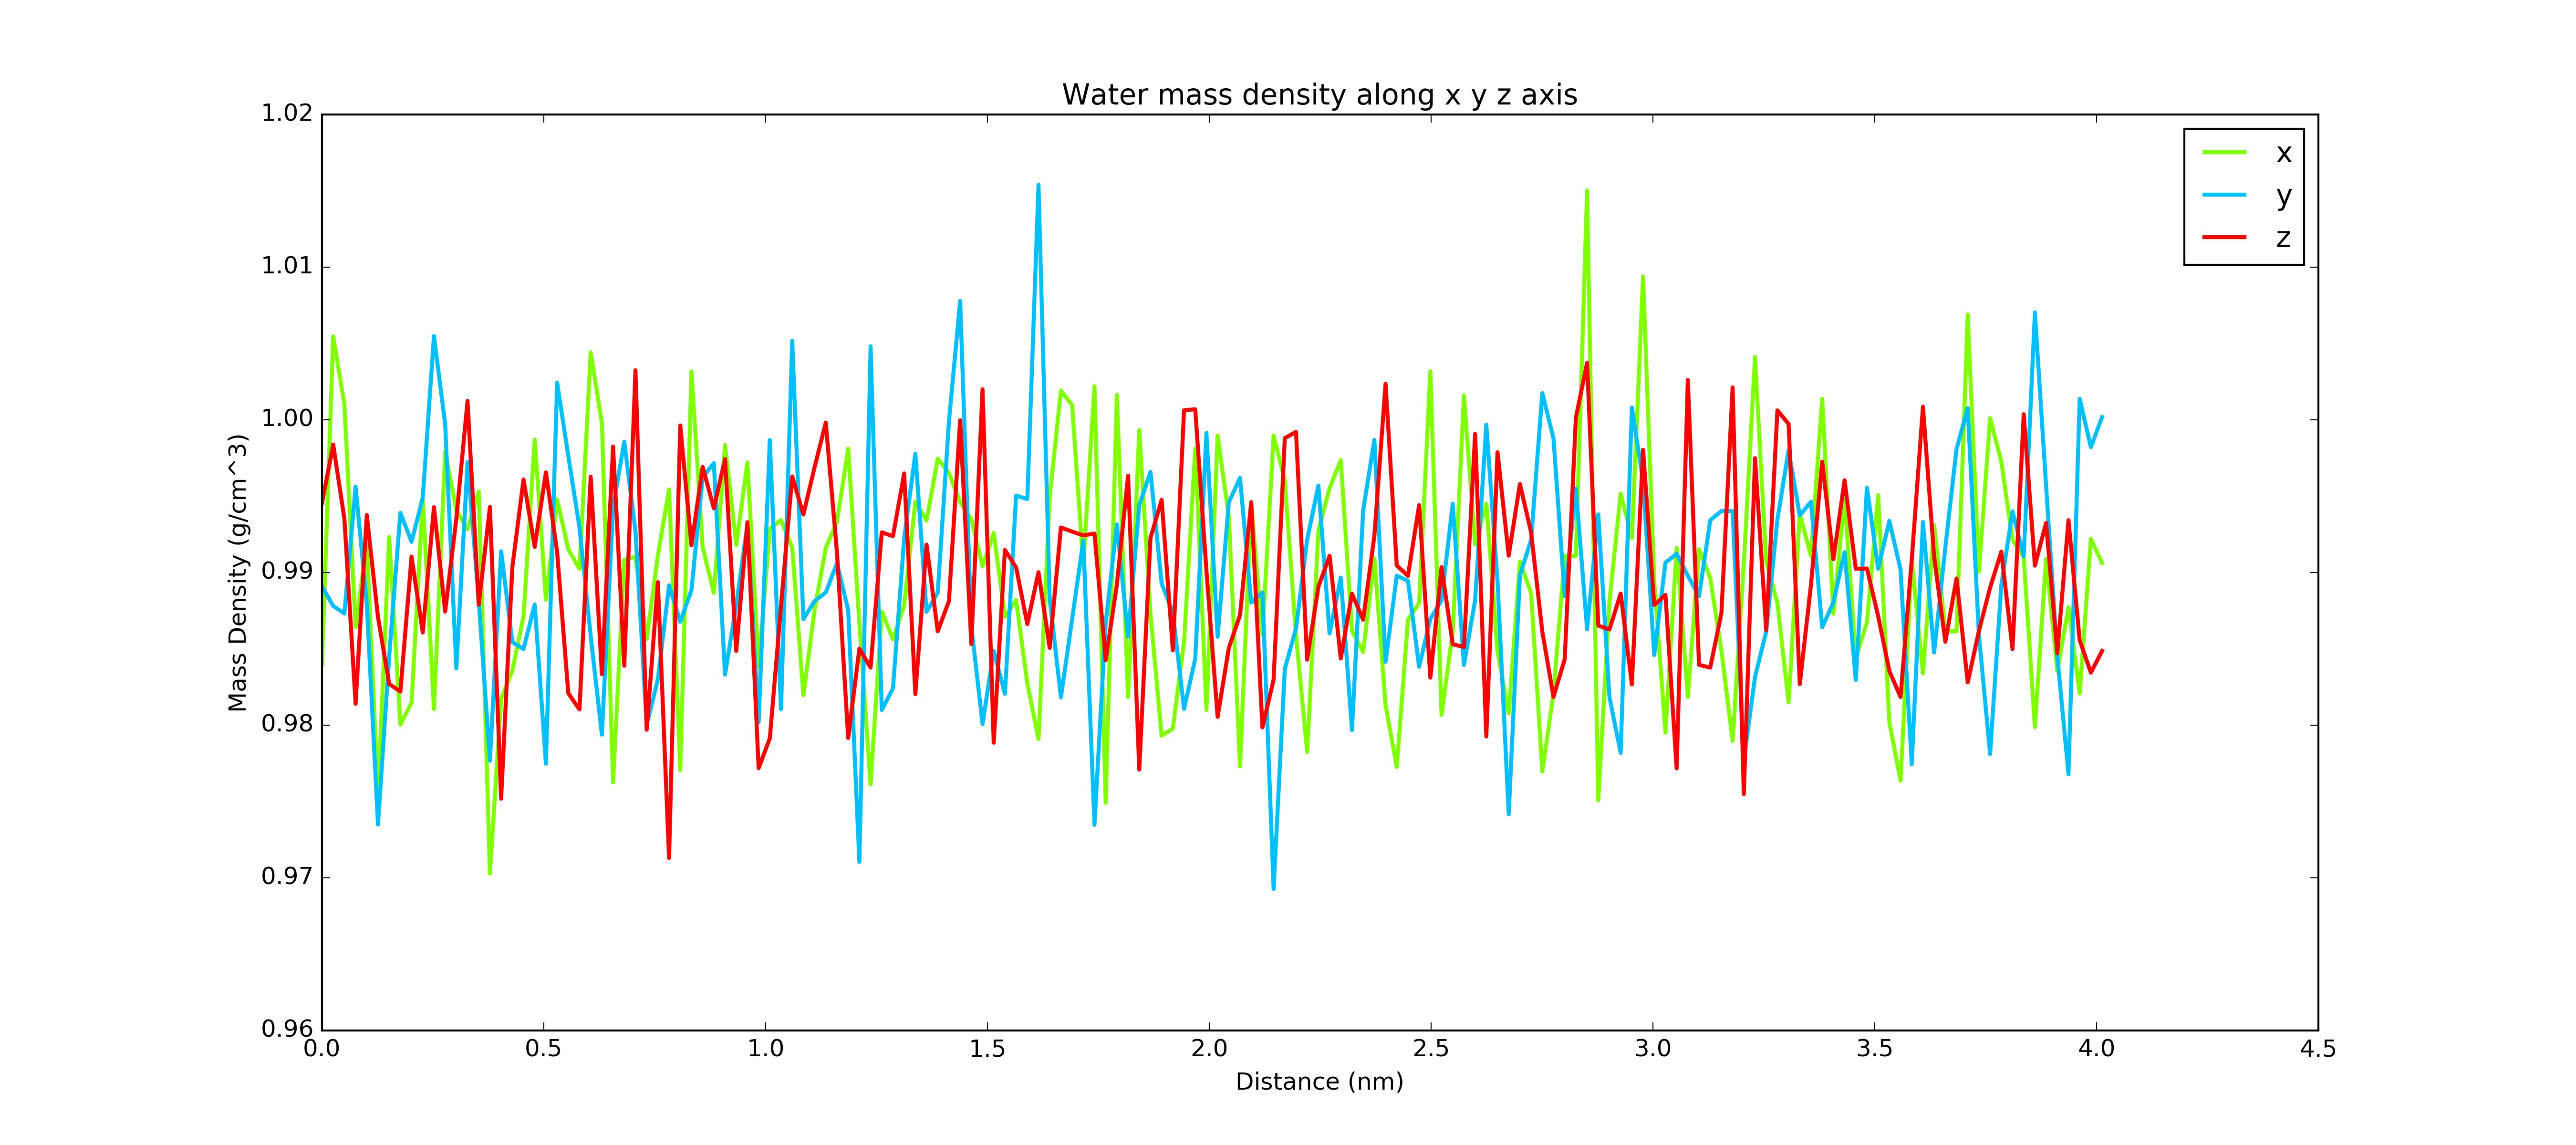 Water mass density along x y z axis
1.02
1.01
1.00
0.99
0.98
0.97
0.96
Mass Density (g/cm^3)
x
y
z
0.0 0.5 1.0 1.5 2.0 2.5 3.0 3.5 4.0 4.5
Distance (nm)